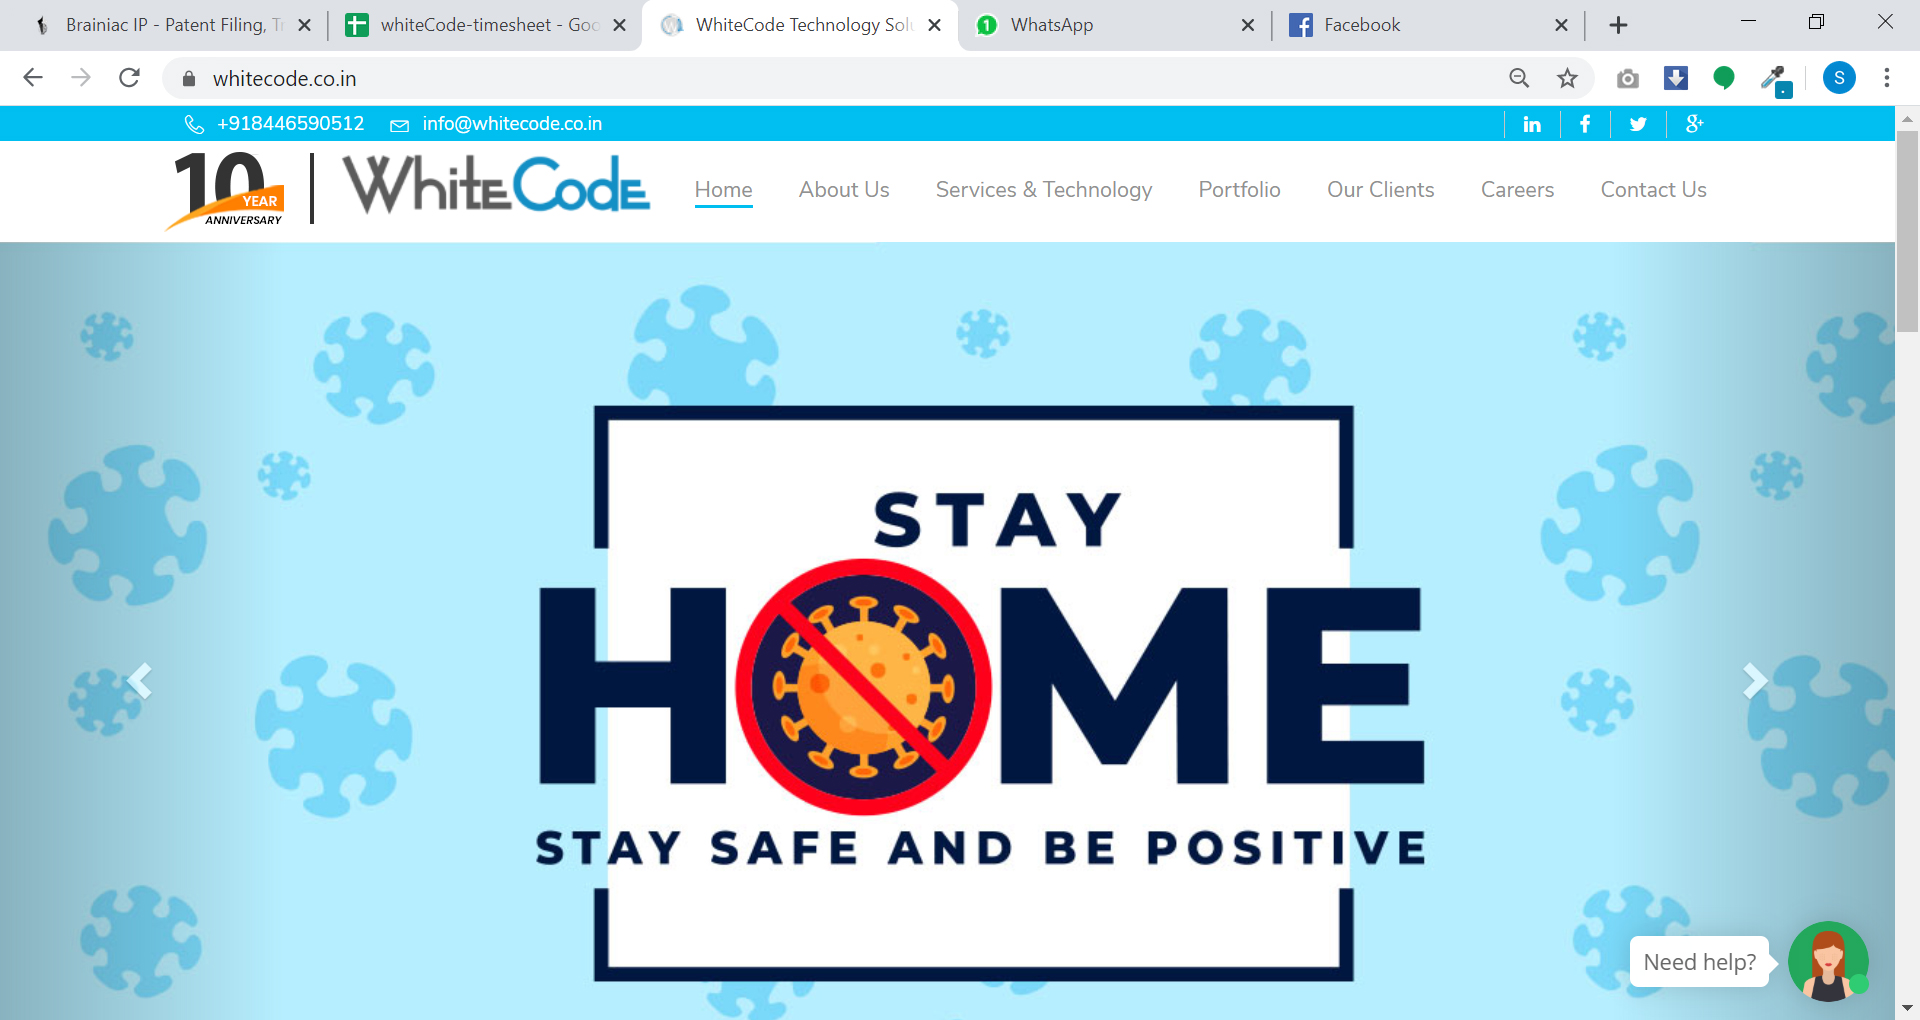 Brainiac IP - Patent Filing, Tr
whiteCode-timesheet - Goo
WhiteCode Technology Solu
1
WhatsApp
Facebook
whitecode.co.in
S
+918446590512
info@whitecode.co.in
10
YEAR
ANNIVERSARY
WhiteCode
Home
About Us
Services & Technology
Portfolio
Our Clients
Careers
Contact Us
STAY
HOME
STAY SAFE AND BE POSITIVE
Need help?